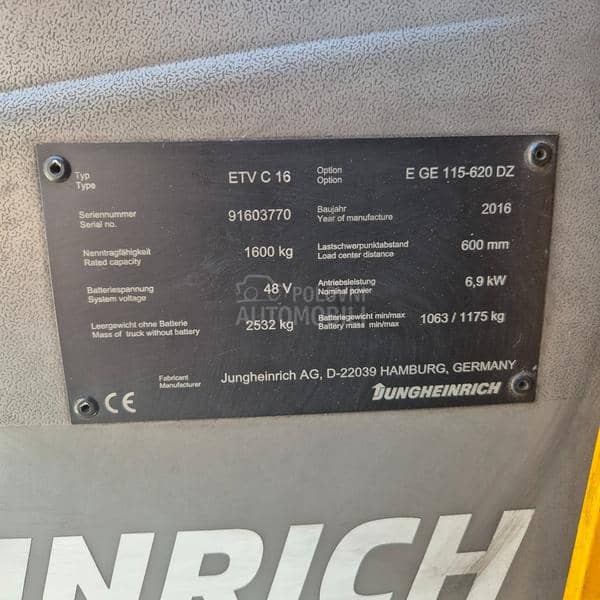 Typ ETV C 16 Option E GE 115-620 DZ
Type Option
Seriennummer 91603770 Baujahr 2016
Serial no. Year of manufacture
Nenntragfähigkeit 1600 kg Lastschwerpunktabstand 600 mm
Rated capacity Load center distance
Batteriespannung 48 V Antriebsleistung 6,9 kW
System voltage Nominal power
Leergewicht ohne Batterie 2532 kg Batteriegewicht min/max 1063 / 1175 kg
Mass of truck without battery Battery mass min/max
POLOVNI
AUTOMOBILI
Fabricant Jungheinrich AG, D-22039 HAMBURG, GERMANY
Manufacturer
CE JUNGHEINRICH
INRICH